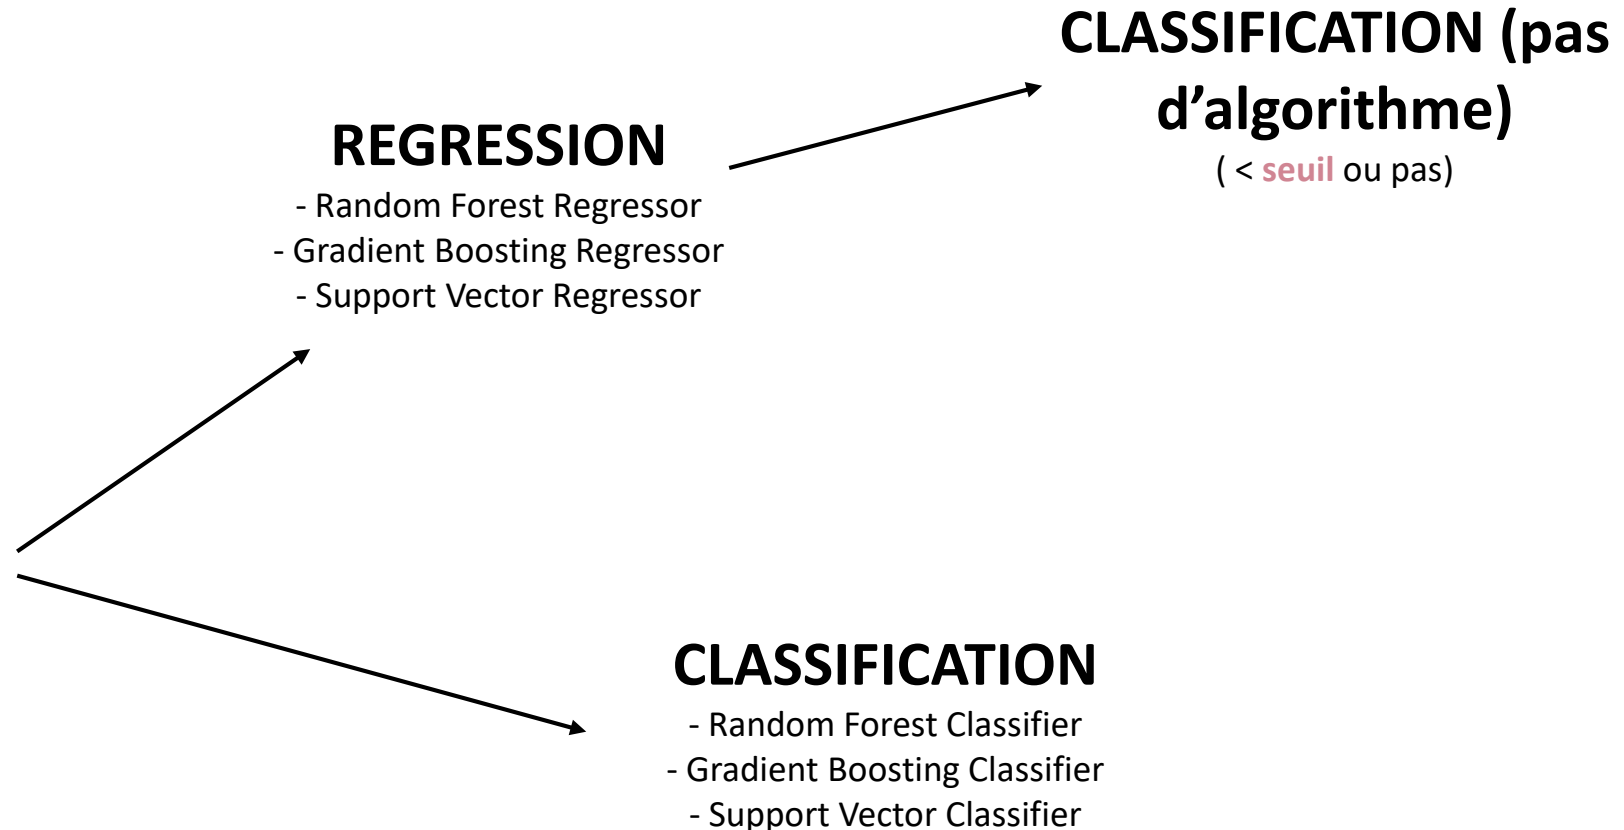 CLASSIFICATION (pas
d’algorithme)
( < seuil ou pas)
REGRESSION
- Random Forest Regressor
- Gradient Boosting Regressor
- Support Vector Regressor
CLASSIFICATION
- Random Forest Classifier
- Gradient Boosting Classifier
- Support Vector Classifier